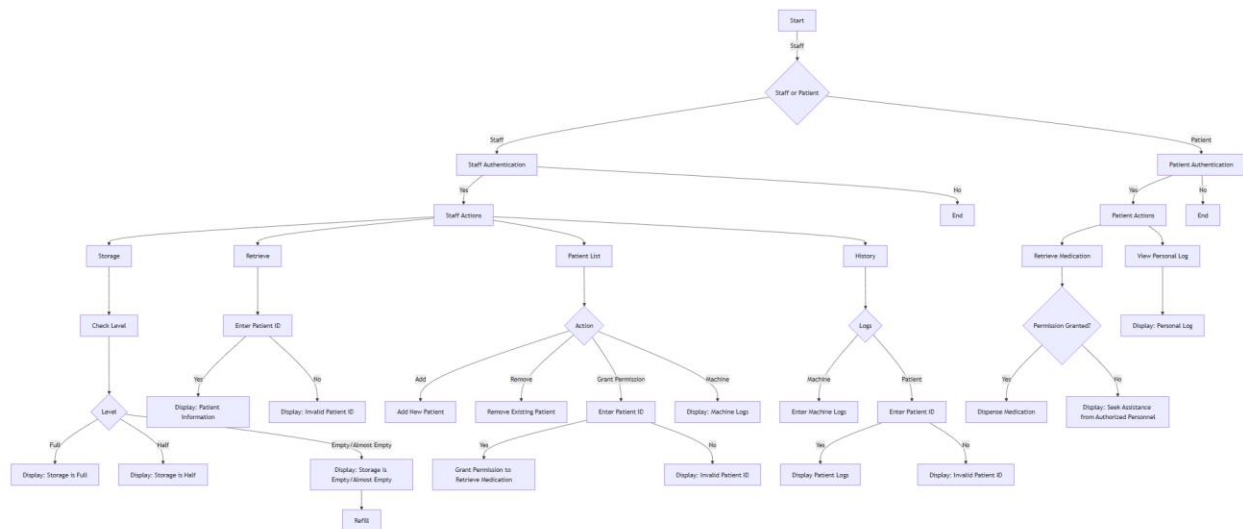 Start
Staff
Staff or Patient
Staff
Patient
Staff Authentication
Patient Authentication
Yes
No
Yes
No
Staff Actions
End
Patient Actions
End
Storage
Retrieve
Patient List
History
Retrieve Medication
View Personal Log
Check Level
Enter Patient ID
Action
Logs
Permission Granted?
Display: Personal Log
Yes
No
Add
Remove
Grant Permission
Machine
Machine
Patient
Yes
No
Level
Display: Patient
Information
Display: Invalid Patient ID
Add New Patient
Remove Existing Patient
Enter Patient ID
Display: Machine Logs
Enter Machine Logs
Enter Patient ID
Dispense Medication
Display: Seek Assistance
from Authorized Personnel
Full
Half
Empty/Almost Empty
Yes
No
Yes
No
Display: Storage is Full
Display: Storage is Half
Display: Storage is
Empty/Almost Empty
Grant Permission to
Retrieve Medication
Display: Invalid Patient ID
Display Patient Logs
Display: Invalid Patient ID
Refill